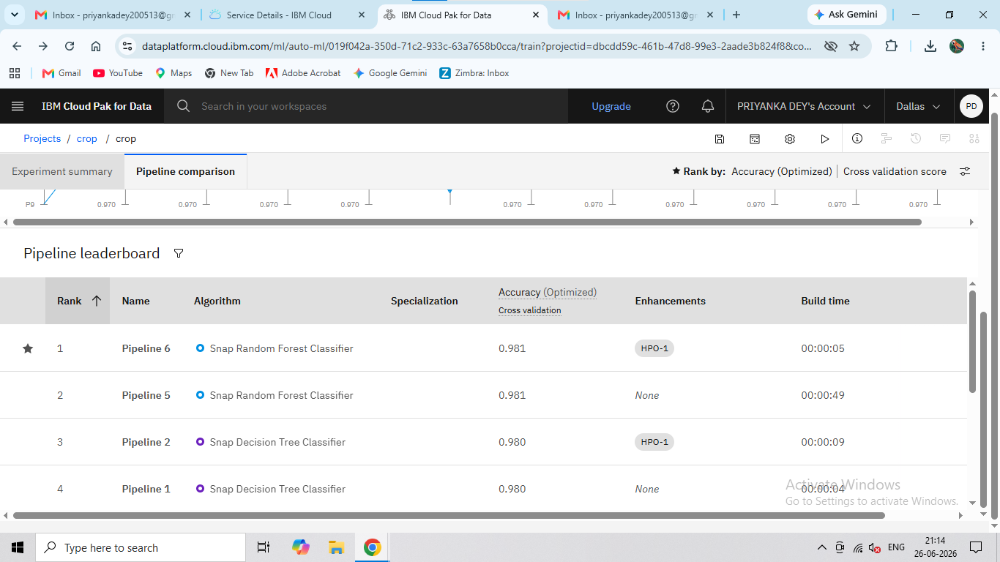 Inbox - priyankadey200513@gr
Service Details - IBM Cloud
IBM Cloud Pak for Data
Inbox - priyankadey200513@gr
Ask Gemini
dataplatform.cloud.ibm.com/ml/auto-ml/019f042a-350d-71c2-933c-63a7658b0cca/train?projectid=dbcdd59c-461b-47d8-99e3-2aade3b824f8&co...
Gmail
YouTube
Maps
New Tab
Adobe Acrobat
Google Gemini
Zimbra: Inbox
IBM Cloud Pak for Data
Search in your workspaces
Upgrade
PRIYANKA DEY's Account
Dallas
PD
Projects / crop / crop
Experiment summary
Pipeline comparison
Rank by: Accuracy (Optimized) | Cross validation score
P9 0.970 0.970 0.970 0.970 0.970 0.970 0.970 0.970 0.970 0.970
Pipeline leaderboard
Rank Name Algorithm Specialization Accuracy (Optimized) Enhancements Build time
Cross validation
1 Pipeline 6 Snap Random Forest Classifier 0.981 HPO-1 00:00:05
2 Pipeline 5 Snap Random Forest Classifier 0.981 None 00:00:49
3 Pipeline 2 Snap Decision Tree Classifier 0.980 HPO-1 00:00:09
4 Pipeline 1 Snap Decision Tree Classifier 0.980 None 00:00:04
Activate Windows
Go to Settings to activate Windows.
Type here to search
ENG
21:14
26-06-2026